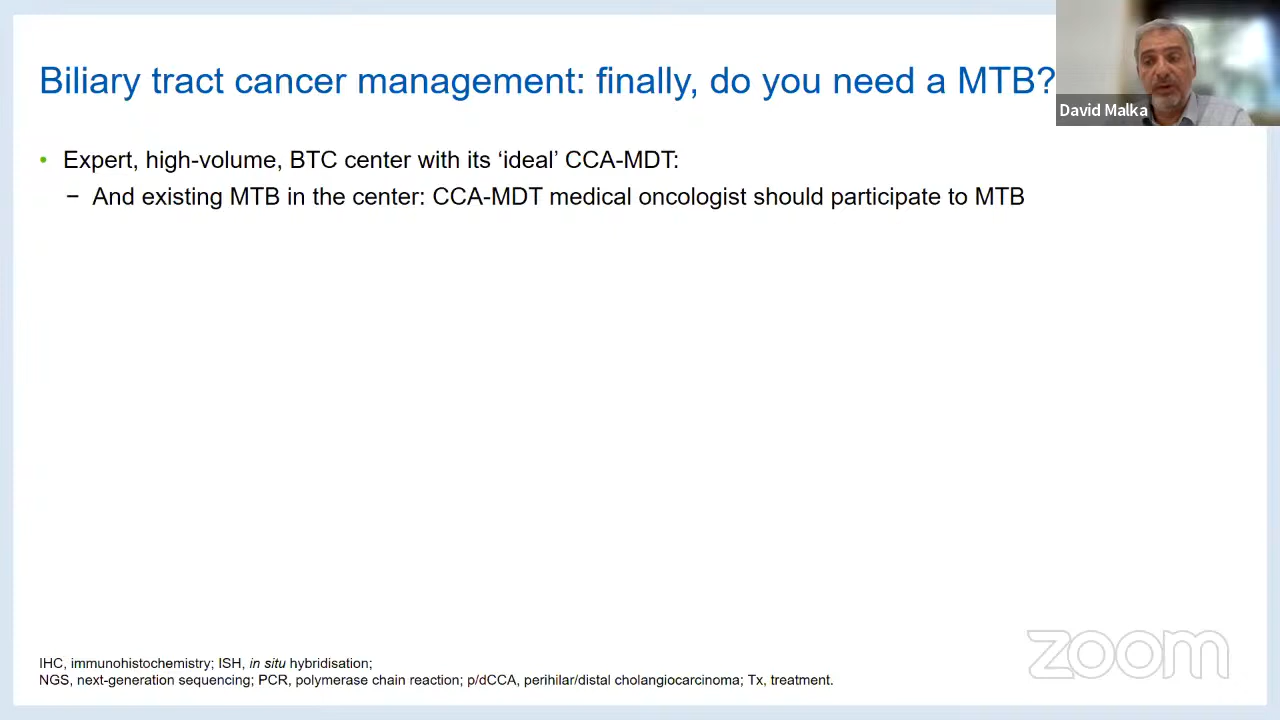 Biliary tract cancer management: finally, do you need a MTB?
David Malka
• Expert, high-volume, BTC center with its ‘ideal’ CCA-MDT:
− And existing MTB in the center: CCA-MDT medical oncologist should participate to MTB
zoom
IHC, immunohistochemistry; ISH, in situ hybridisation;
NGS, next-generation sequencing; PCR, polymerase chain reaction; p/dCCA, perihilar/distal cholangiocarcinoma; Tx, treatment.